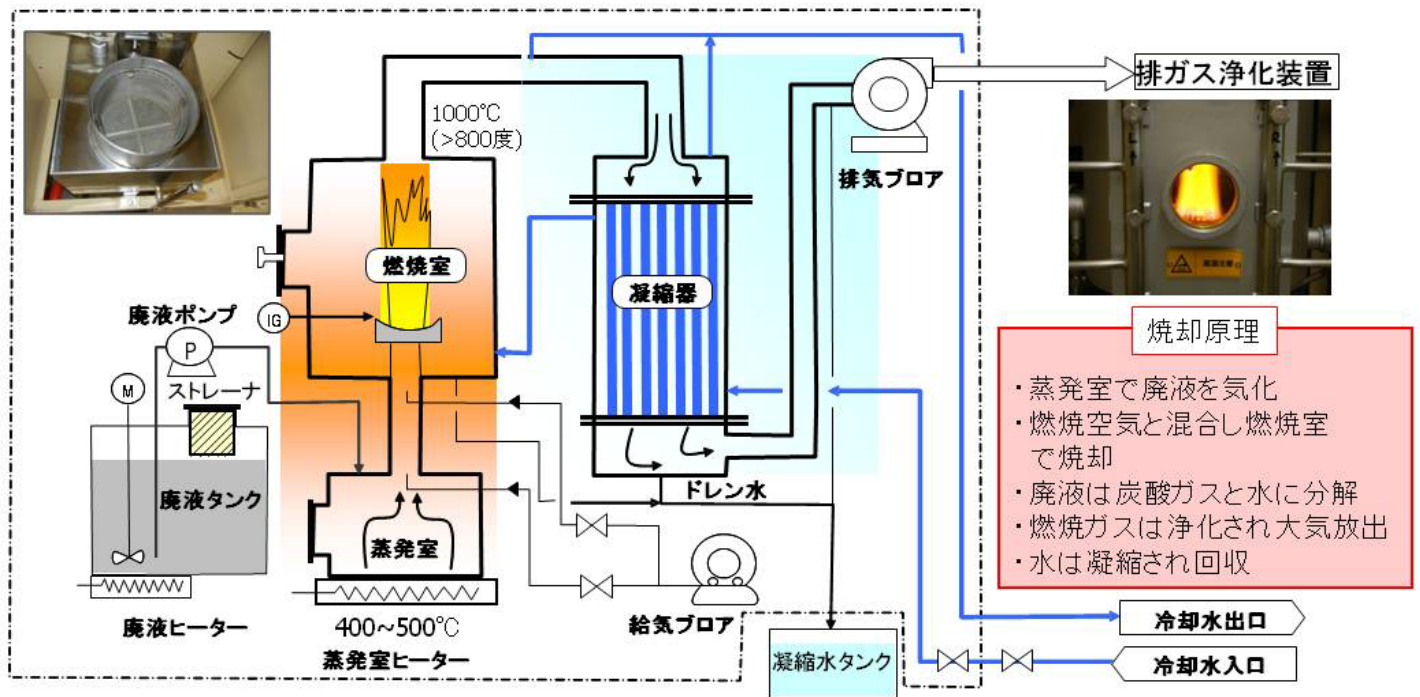 排ガス浄化装置
1000℃
(>800度)
排気ブロア
燃焼室
凝縮器
廃液ポンプ
IG
P
ストレーナ
M
焼却原理
・蒸発室で廃液を気化
・燃焼空気と混合し燃焼室
で焼却
・廃液は炭酸ガスと水に分解
・燃焼ガスは浄化され大気放出
・水は凝縮され回収
廃液タンク
ドレン水
蒸発室
廃液ヒーター
400~500℃
蒸発室ヒーター
給気ブロア
凝縮水タンク
冷却水出口
冷却水入口
L
R